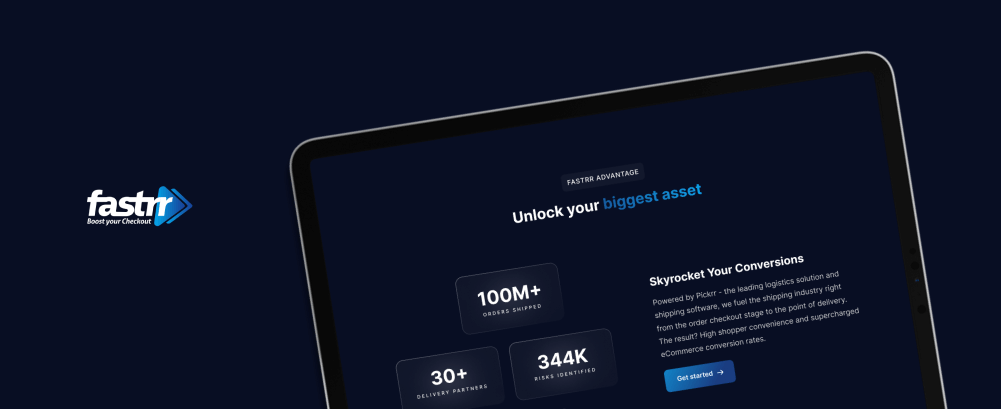 fastrr
Boost your Checkout
FASTRR ADVANTAGE
Unlock your biggest asset
100M+
ORDERS SHIPPED
30+
DELIVERY PARTNERS
344K
RISKS IDENTIFIED
Skyrocket Your Conversions
Powered by Pickrr - the leading logistics solution and
shipping software, we fuel the shipping industry right
from the order checkout stage to the point of delivery.
The result? High shopper convenience and supercharged
eCommerce conversion rates.
Get started →